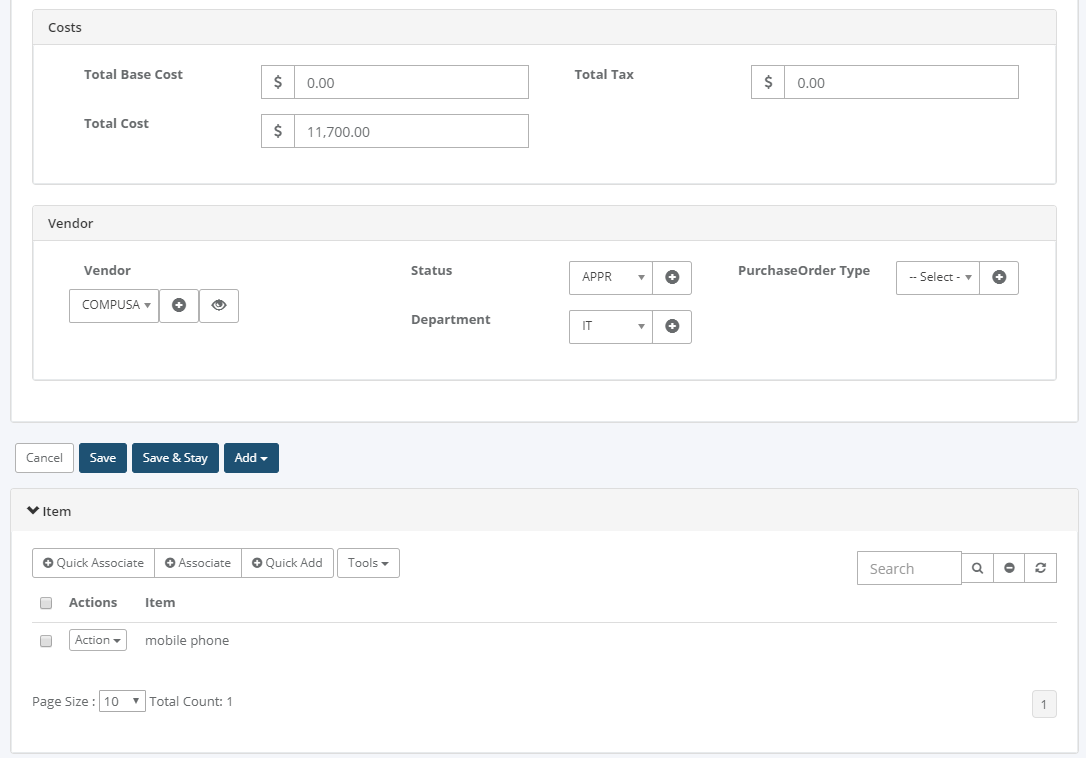 Costs
Total Base Cost $ 0.00 Total Tax $ 0.00
Total Cost $ 11,700.00
Vendor
Vendor Status APPR PurchaseOrder Type -- Select -
COMPUSA
Department IT
Cancel Save Save & Stay Add
Item
Quick Associate Associate Quick Add Tools Search
Actions Item
Action mobile phone
Page Size : 10 Total Count: 1 1